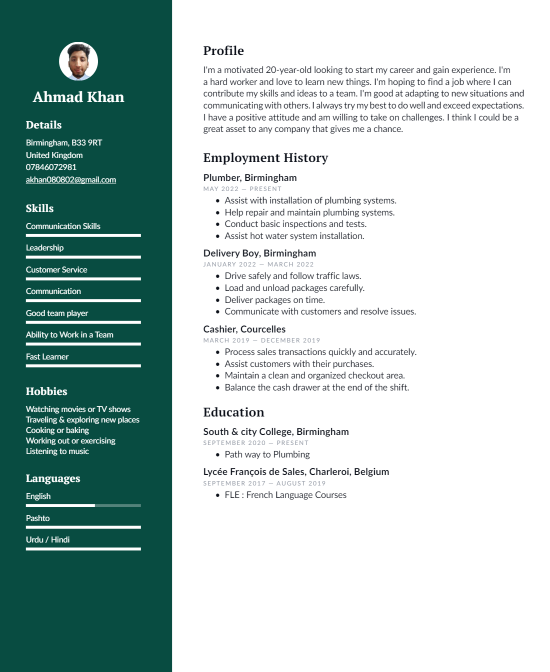 Ahmad Khan
Details
Birmingham, B33 9RT
United Kingdom
07846072981
akhan080802@gmail.com
Skills
Communication Skills
Leadership
Customer Service
Communication
Good team player
Ability to Work in a Team
Fast Learner
Hobbies
Watching movies or TV shows
Traveling & exploring new places
Cooking or baking
Working out or exercising
Listening to music
Languages
English
Pashto
Urdu / Hindi
Profile
I'm a motivated 20-year-old looking to start my career and gain experience. I'm
a hard worker and love to learn new things. I'm hoping to find a job where I can
contribute my skills and ideas to a team. I'm good at adapting to new situations and
communicating with others. I always try my best to do well and exceed expectations.
I have a positive attitude and am willing to take on challenges. I think I could be a
great asset to any company that gives me a chance.
Employment History
Plumber, Birmingham
MAY 2022 — PRESENT
• Assist with installation of plumbing systems.
• Help repair and maintain plumbing systems.
• Conduct basic inspections and tests.
• Assist hot water system installation.
Delivery Boy, Birmingham
JANUARY 2022 — MARCH 2022
• Drive safely and follow traffic laws.
• Load and unload packages carefully.
• Deliver packages on time.
• Communicate with customers and resolve issues.
Cashier, Courcelles
MARCH 2019 — DECEMBER 2019
• Process sales transactions quickly and accurately.
• Assist customers with their purchases.
• Maintain a clean and organized checkout area.
• Balance the cash drawer at the end of the shift.
Education
South & city College, Birmingham
SEPTEMBER 2020 — PRESENT
• Path way to Plumbing
Lycée François de Sales, Charleroi, Belgium
SEPTEMBER 2017 — AUGUST 2019
• FLE : French Language Courses